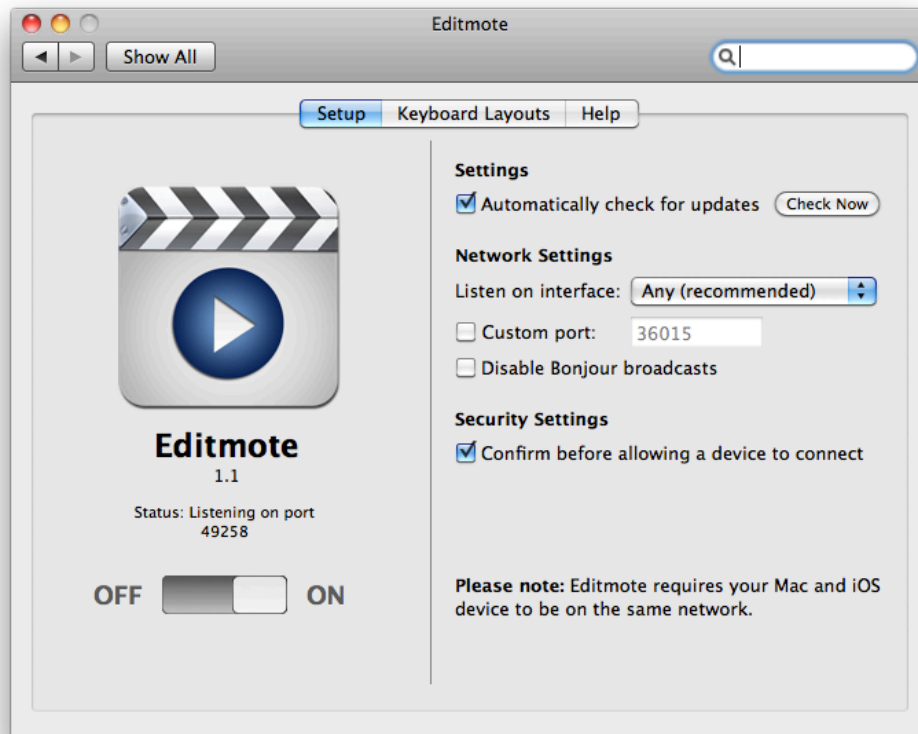 Editmote
Show All
Setup Keyboard Layouts Help
Editmote
1.1
Status: Listening on port
49258
OFF ON
Settings
Automatically check for updates Check Now
Network Settings
Listen on interface: Any (recommended)
Custom port: 36015
Disable Bonjour broadcasts
Security Settings
Confirm before allowing a device to connect
Please note: Editmote requires your Mac and iOS
device to be on the same network.